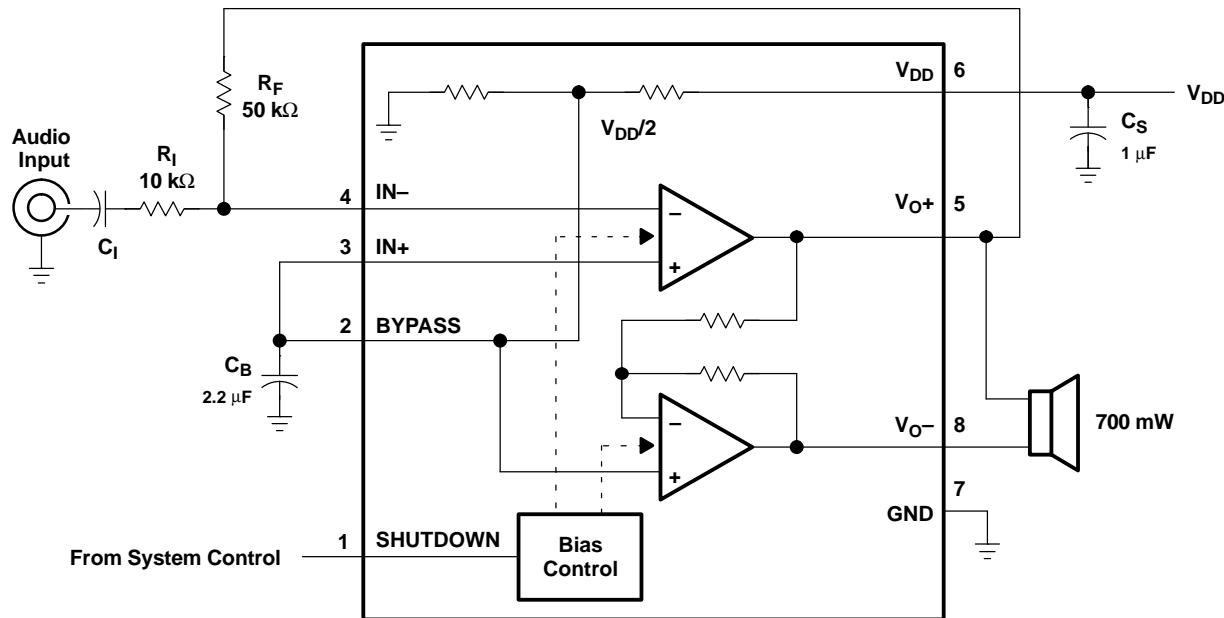 V_DD 6
V_DD
R_F
50 kΩ
V_DD/2
C_S
1 μF
Audio
Input
R_I
10 kΩ
C_I
4 IN–
–
+
V_O+ 5
3 IN+
2 BYPASS
C_B
2.2 μF
–
+
V_O– 8
700 mW
7
GND
From System Control
1 SHUTDOWN
Bias
Control